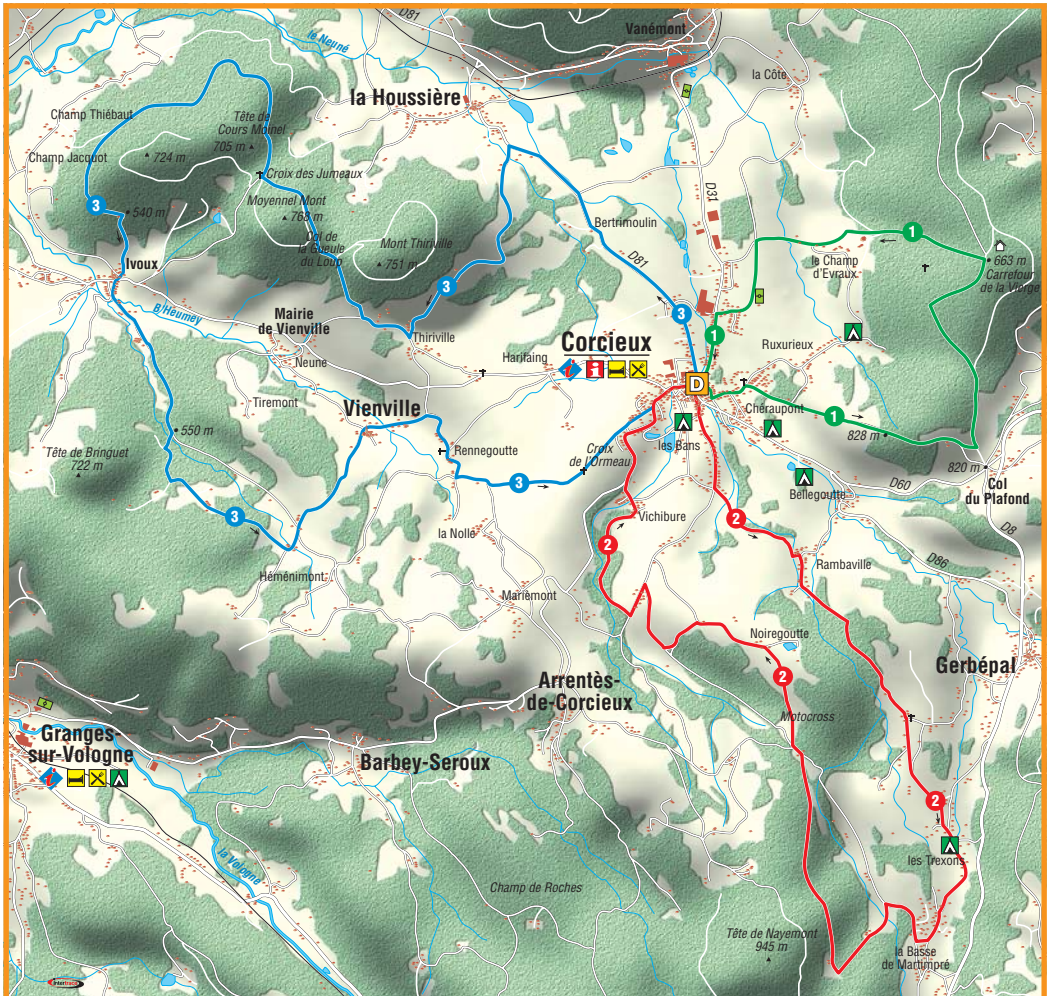 D81
Vanémont
le Neuné
la Côte
la Houssière
Champ Thiébaut
Tête de
Cours Moinel
705 m
724 m
Champ Jacquot
Croix des Jumeaux
D31
3
540 m
Moyennel Mont
768 m
Bertrimoulin
1
Col de
la Gueule
du Loup
Mont Thiriville
751 m
le Champ
d'Evraux
663 m
Carrefour
de la Vierge
Ivoux
D81
3
B/Heumey
3
Mairie
de Vienville
Thiriville
1
Corcieux
Ruxurieux
Neune
Harifaing
i
i
D
Tiremont
Vienville
Chéraupont
1
828 m
550 m
les Bans
Tête de Bringuet
722 m
Rennegoutte
Croix
de l'Ormeau
820 m
Col
du Plafond
3
D60
Bellegoutte
3
Vichibure
2
D8
la Nolle
2
D86
Héménimont
Rambaville
Mariémont
Noiregoutte
Gerbépal
2
Arrentès-
de-Corcieux
Motocross
Granges-
sur-Vologne
Barbey-Seroux
i
2
la Vologne
les Trexons
Champ de Roches
Tête de Nayemont
945 m
la Basse
de Martimpré
intertrace